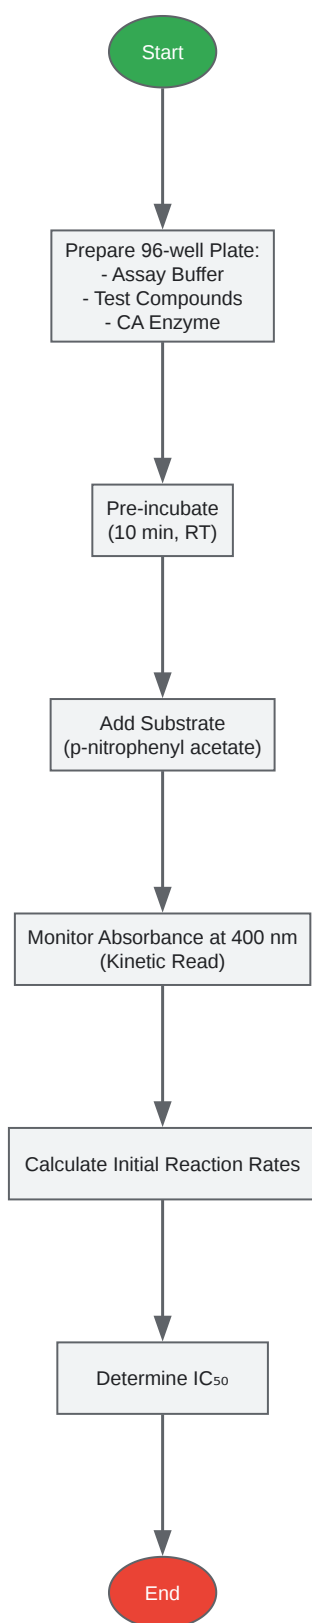 Start
Prepare 96-well Plate:
- Assay Buffer
- Test Compounds
- CA Enzyme
Pre-incubate
(10 min, RT)
Add Substrate
(p-nitrophenyl acetate)
Monitor Absorbance at 400 nm
(Kinetic Read)
Calculate Initial Reaction Rates
Determine IC₅₀
End